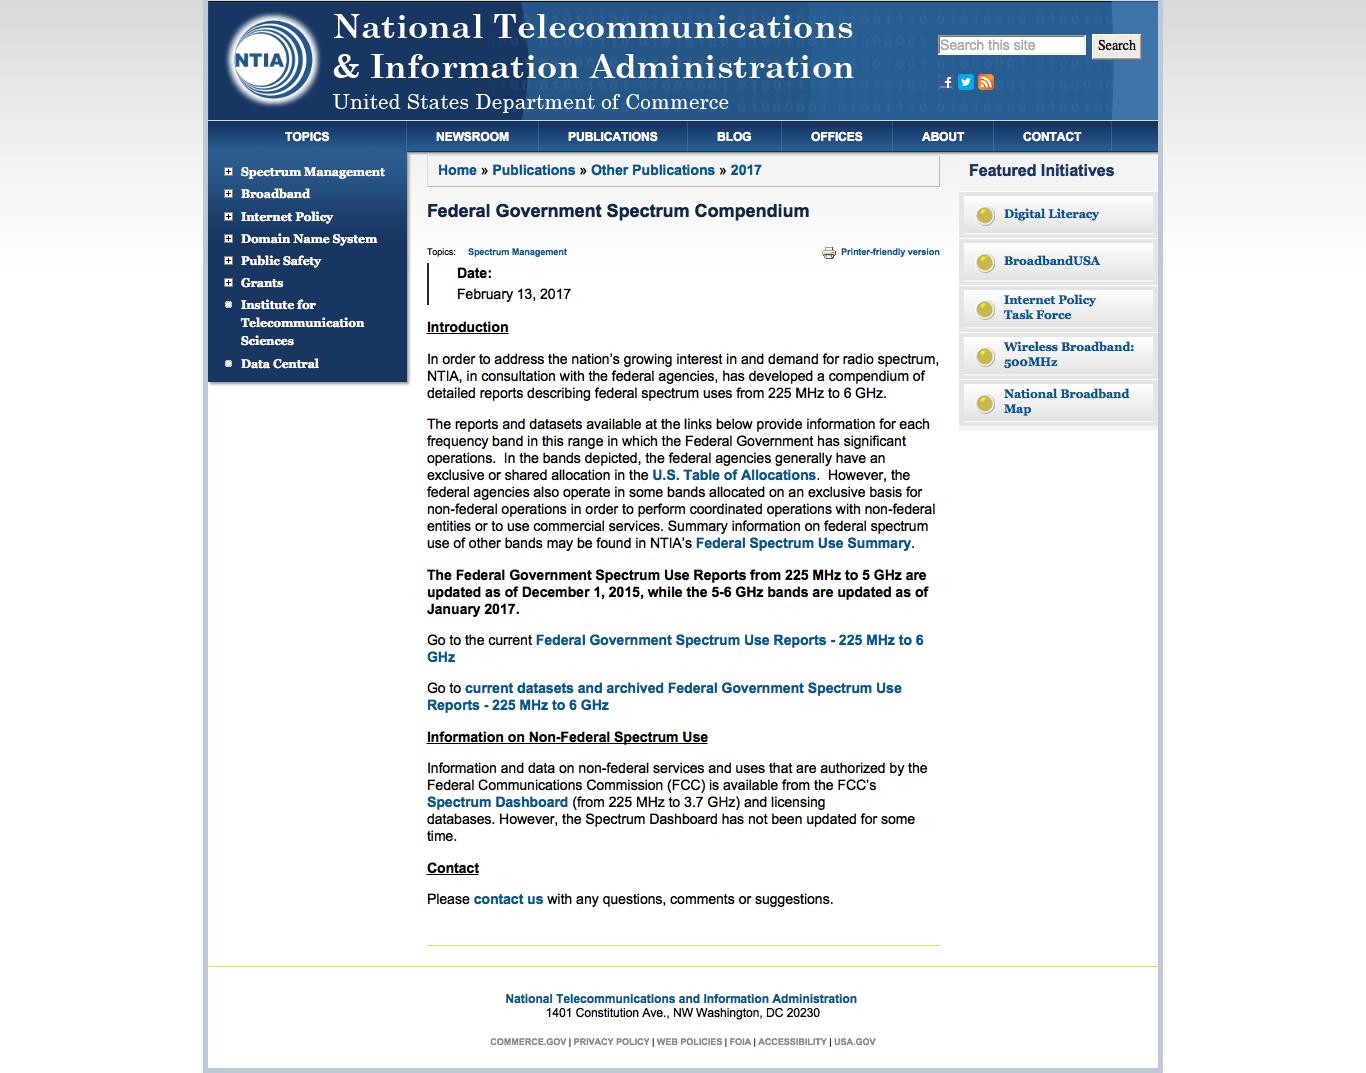 NTIA
National Telecommunications
& Information Administration
United States Department of Commerce
Search this site
Search
TOPICS
NEWSROOM
PUBLICATIONS
BLOG
OFFICES
ABOUT
CONTACT
Spectrum Management
Broadband
Internet Policy
Domain Name System
Public Safety
Grants
Institute for
Telecommunication
Sciences
Data Central
Home » Publications » Other Publications » 2017
Federal Government Spectrum Compendium
Topics: Spectrum Management
Printer-friendly version
Date:
February 13, 2017
Introduction
In order to address the nation’s growing interest in and demand for radio spectrum,
NTIA, in consultation with the federal agencies, has developed a compendium of
detailed reports describing federal spectrum uses from 225 MHz to 6 GHz.
The reports and datasets available at the links below provide information for each
frequency band in this range in which the Federal Government has significant
operations.  In the bands depicted, the federal agencies generally have an
exclusive or shared allocation in the U.S. Table of Allocations.  However, the
federal agencies also operate in some bands allocated on an exclusive basis for
non-federal operations in order to perform coordinated operations with non-federal
entities or to use commercial services. Summary information on federal spectrum
use of other bands may be found in NTIA’s Federal Spectrum Use Summary.
The Federal Government Spectrum Use Reports from 225 MHz to 5 GHz are
updated as of December 1, 2015, while the 5-6 GHz bands are updated as of
January 2017.
Go to the current Federal Government Spectrum Use Reports - 225 MHz to 6
GHz
Go to current datasets and archived Federal Government Spectrum Use
Reports - 225 MHz to 6 GHz
Information on Non-Federal Spectrum Use
Information and data on non-federal services and uses that are authorized by the
Federal Communications Commission (FCC) is available from the FCC’s
Spectrum Dashboard (from 225 MHz to 3.7 GHz) and licensing
databases. However, the Spectrum Dashboard has not been updated for some
time.
Contact
Please contact us with any questions, comments or suggestions.
Featured Initiatives
Digital Literacy
BroadbandUSA
Internet Policy
Task Force
Wireless Broadband:
500MHz
National Broadband
Map
National Telecommunications and Information Administration
1401 Constitution Ave., NW Washington, DC 20230
COMMERCE.GOV | PRIVACY POLICY | WEB POLICIES | FOIA | ACCESSIBILITY | USA.GOV